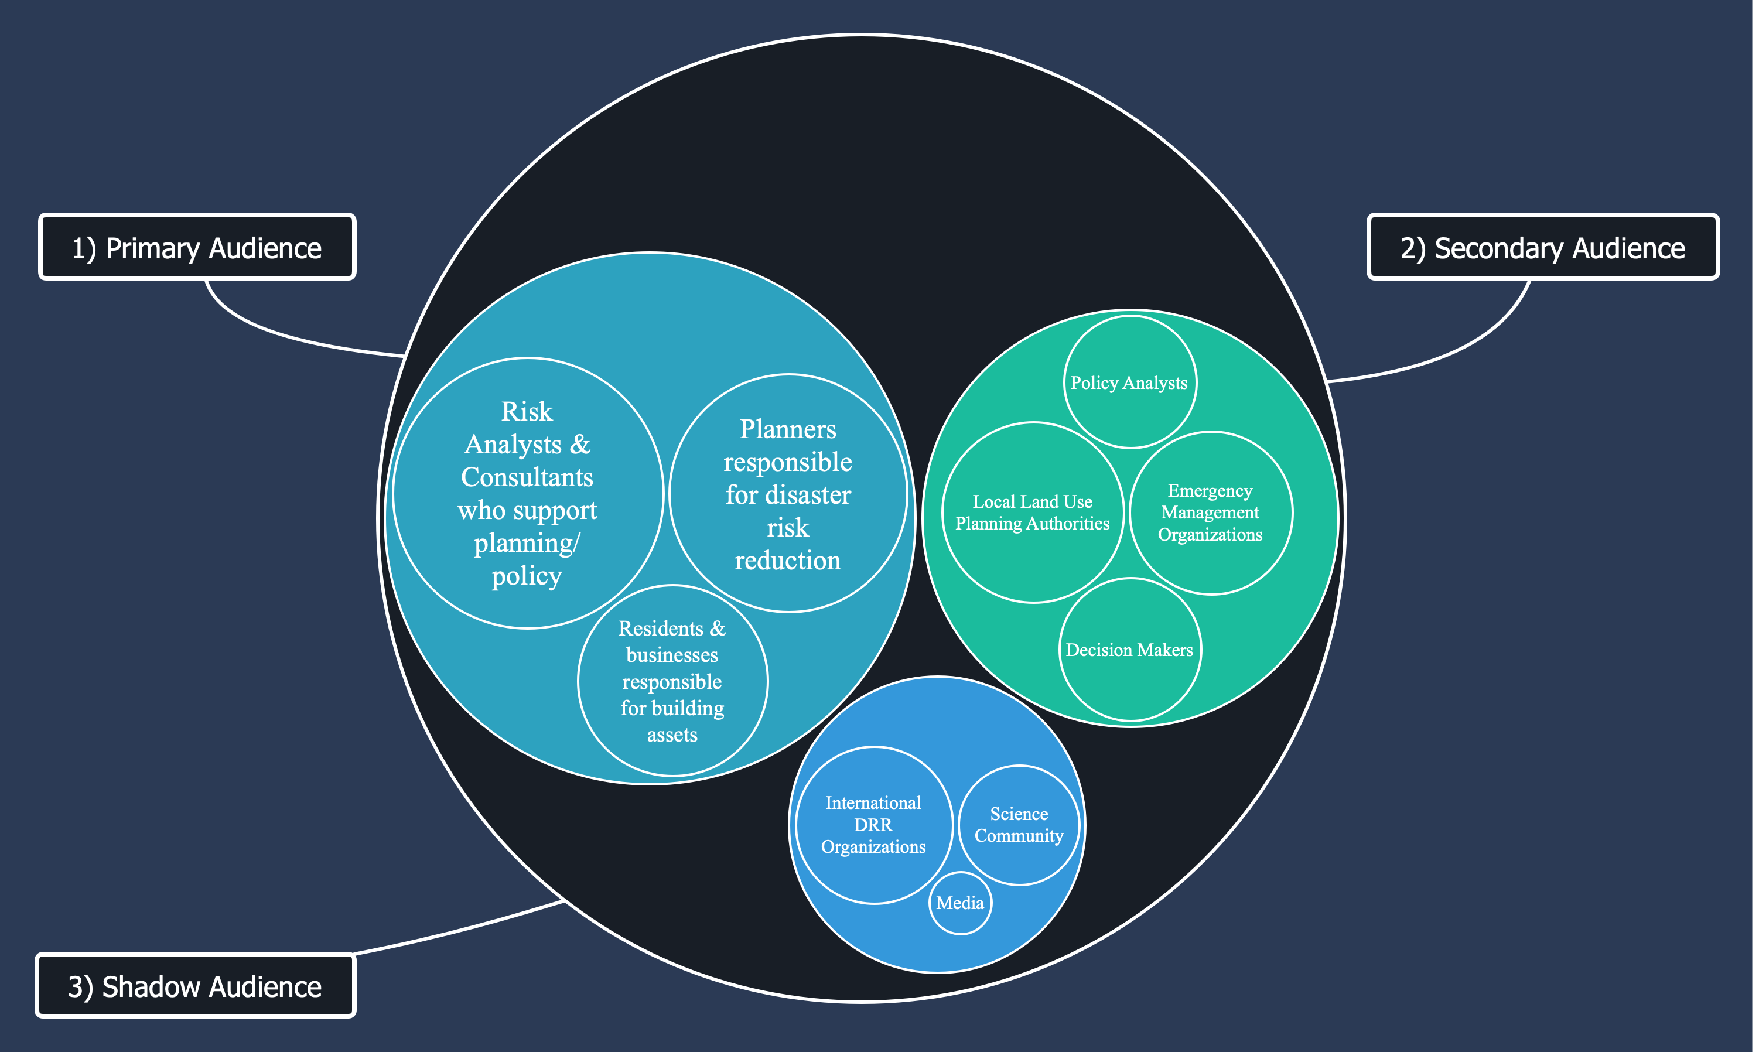 1) Primary Audience
2) Secondary Audience
Risk
Analysts &
Consultants
who support
planning/
policy
Planners
responsible
for disaster
risk
reduction
Residents &
businesses
responsible
for building
assets
Policy Analysts
Local Land Use
Planning Authorities
Emergency
Management
Organizations
Decision Makers
International
DRR
Organizations
Science
Community
Media
3) Shadow Audience